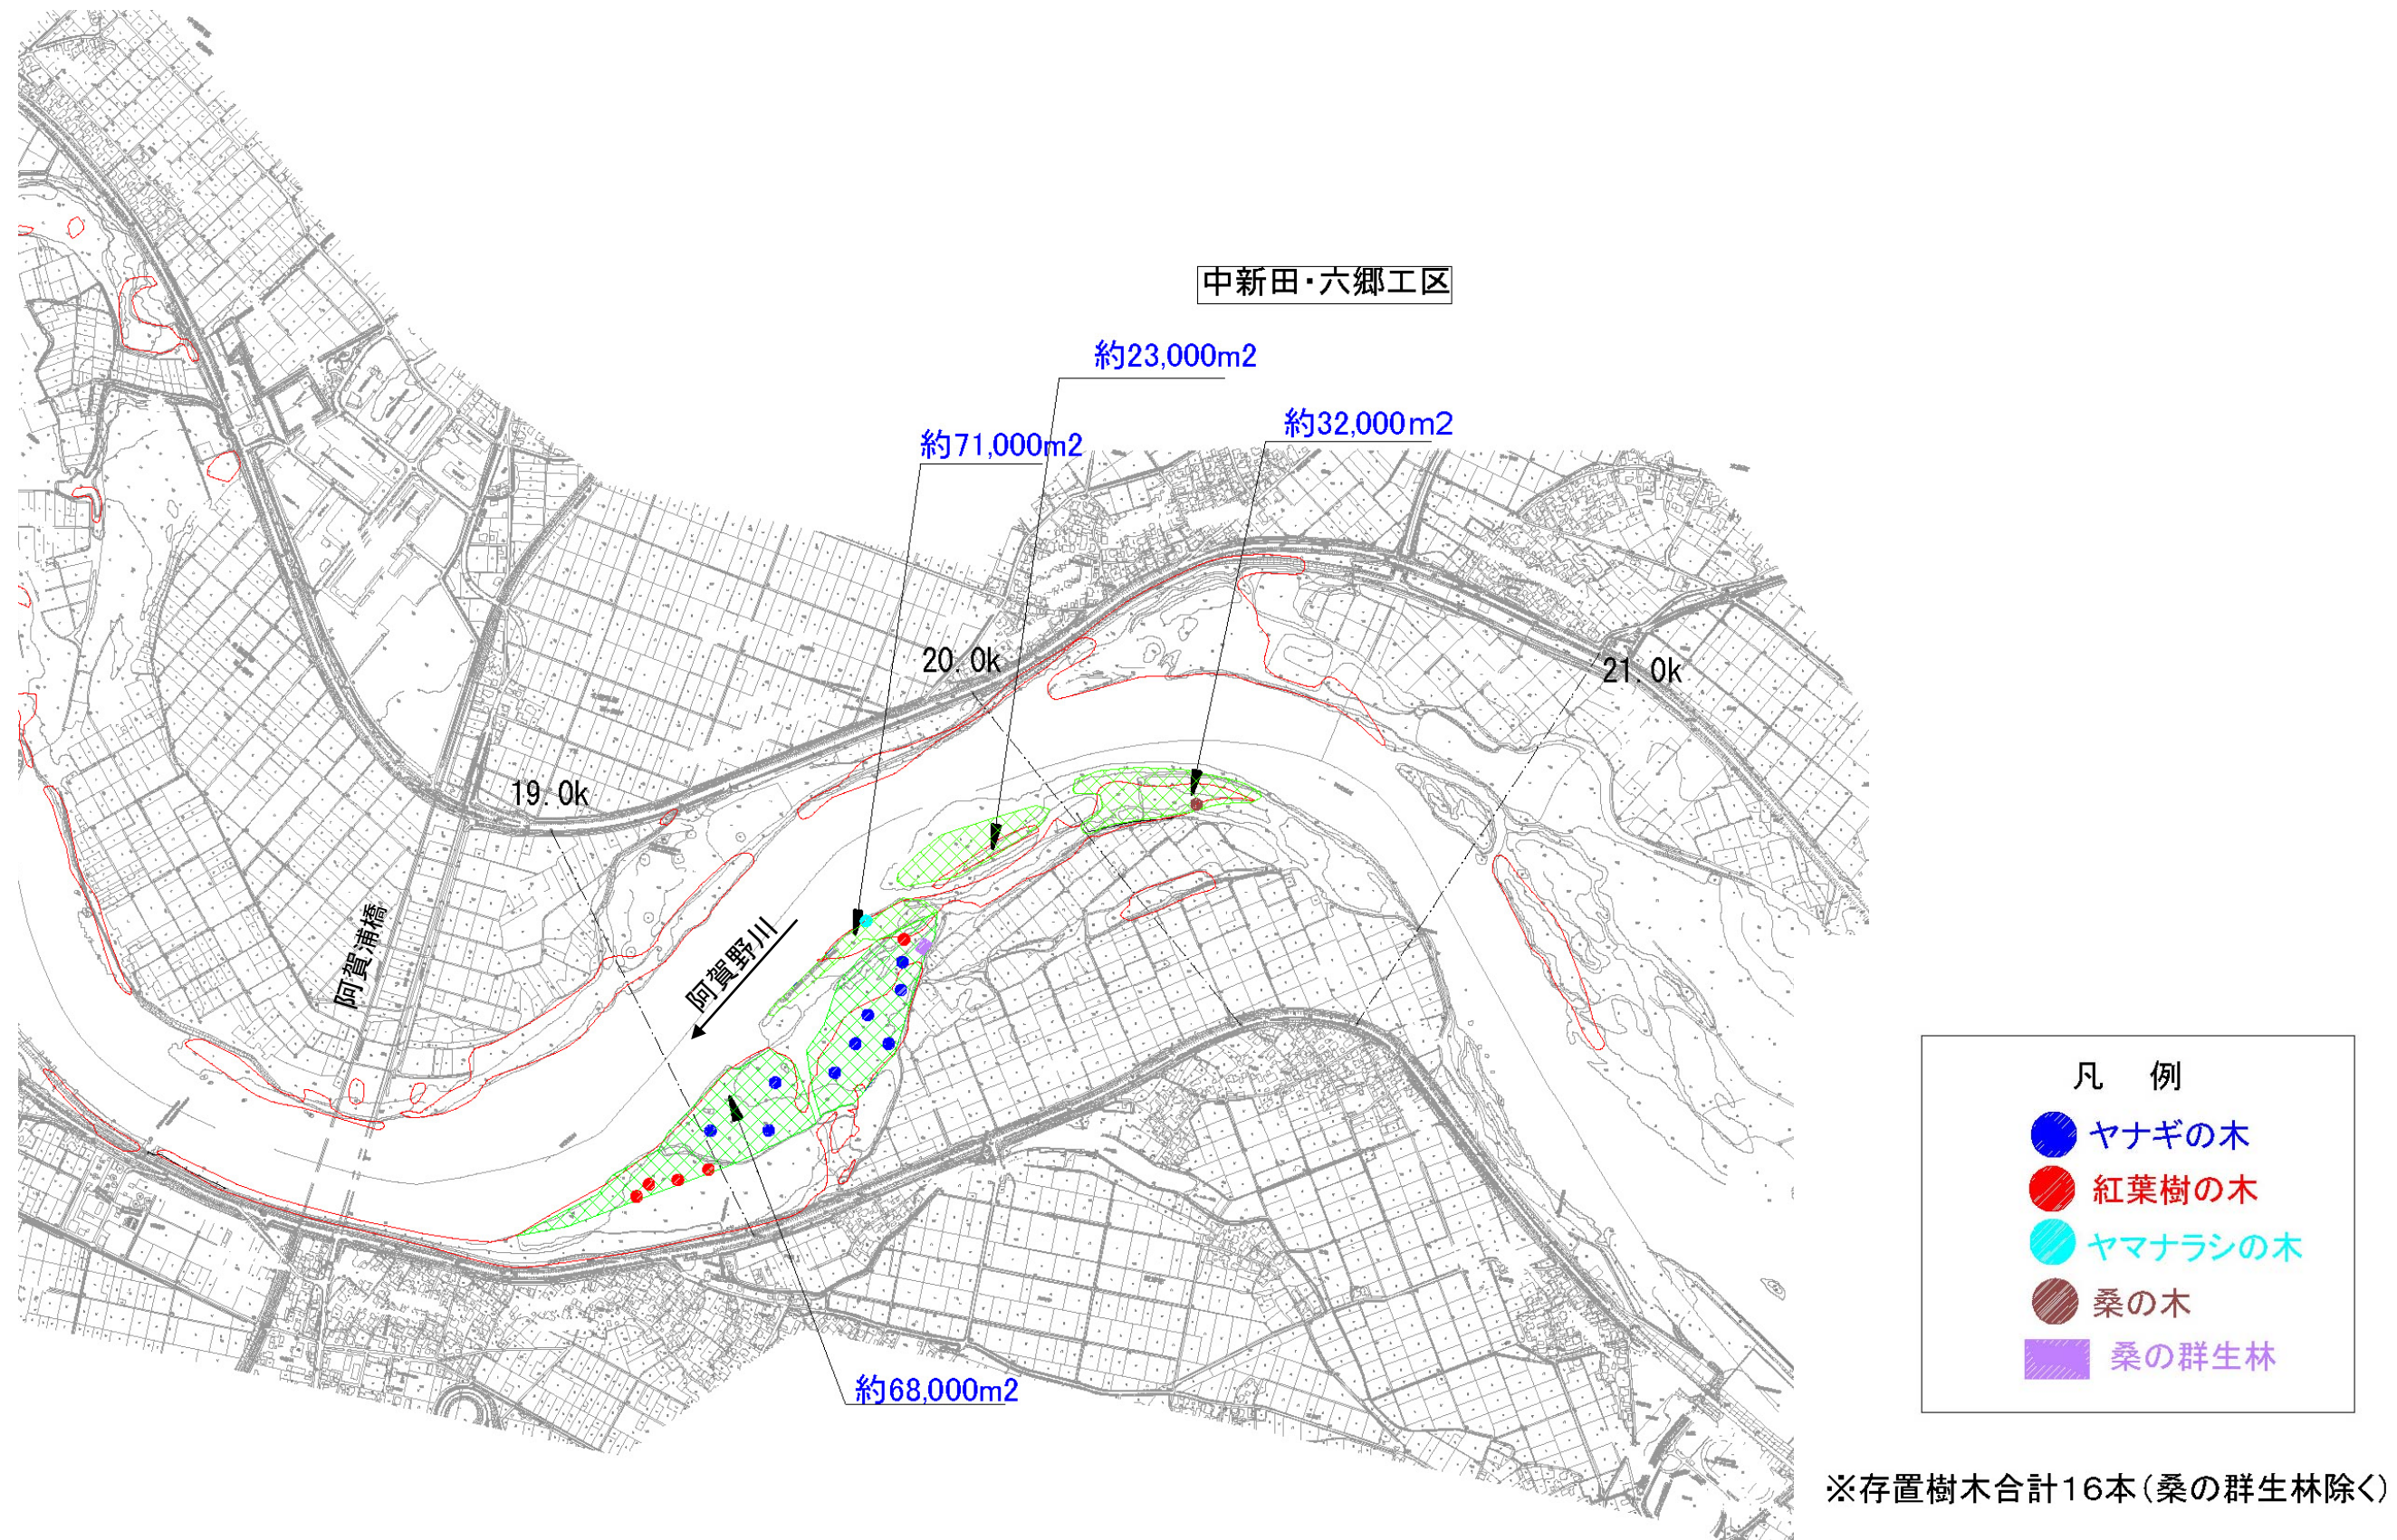 中新田・六郷工区
約23,000m2
約32,000m2
約71,000m2
20.0k
21.0k
19.0k
阿賀浦橋
阿賀野川
約68,000m2
凡 例
ヤナギの木
紅葉樹の木
ヤマナラシの木
桑の木
桑の群生林
※存置樹木合計16本(桑の群生林除く)